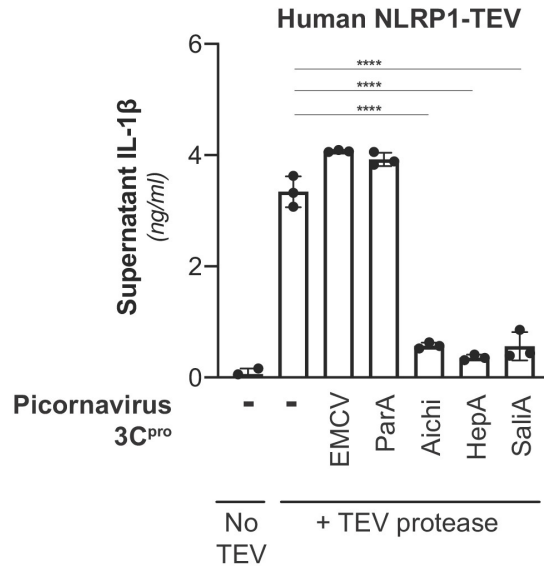 Human NLRP1-TEV
Supernatant IL-1β
(ng/ml)
6
4
2
0
****
****
****
Picornavirus
3Cpro
-
-
EMCV
ParA
Aichi
HepA
SaliA
No
TEV
+ TEV protease